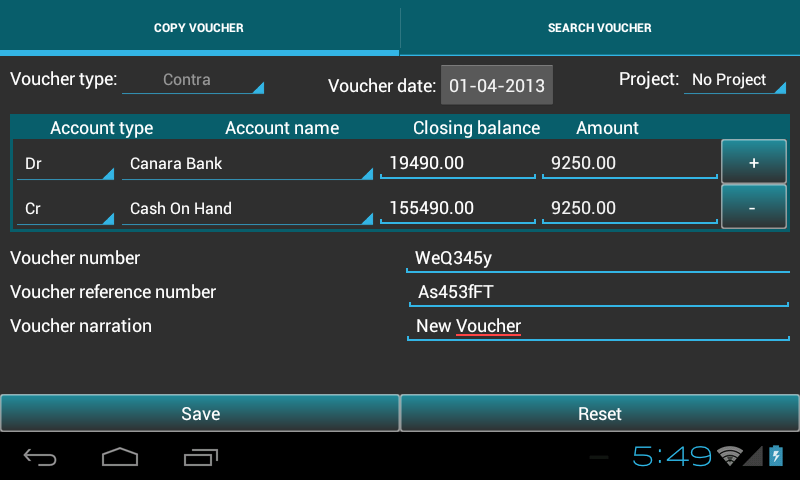 COPY VOUCHER SEARCH VOUCHER
Voucher type: Contra Voucher date: 01-04-2013 Project: No Project
Account type Account name Closing balance Amount
Dr Canara Bank 19490.00 9250.00 +
Cr Cash On Hand 155490.00 9250.00 -
Voucher number WeQ345y
Voucher reference number As453fFT
Voucher narration New Voucher
Save Reset
5:49